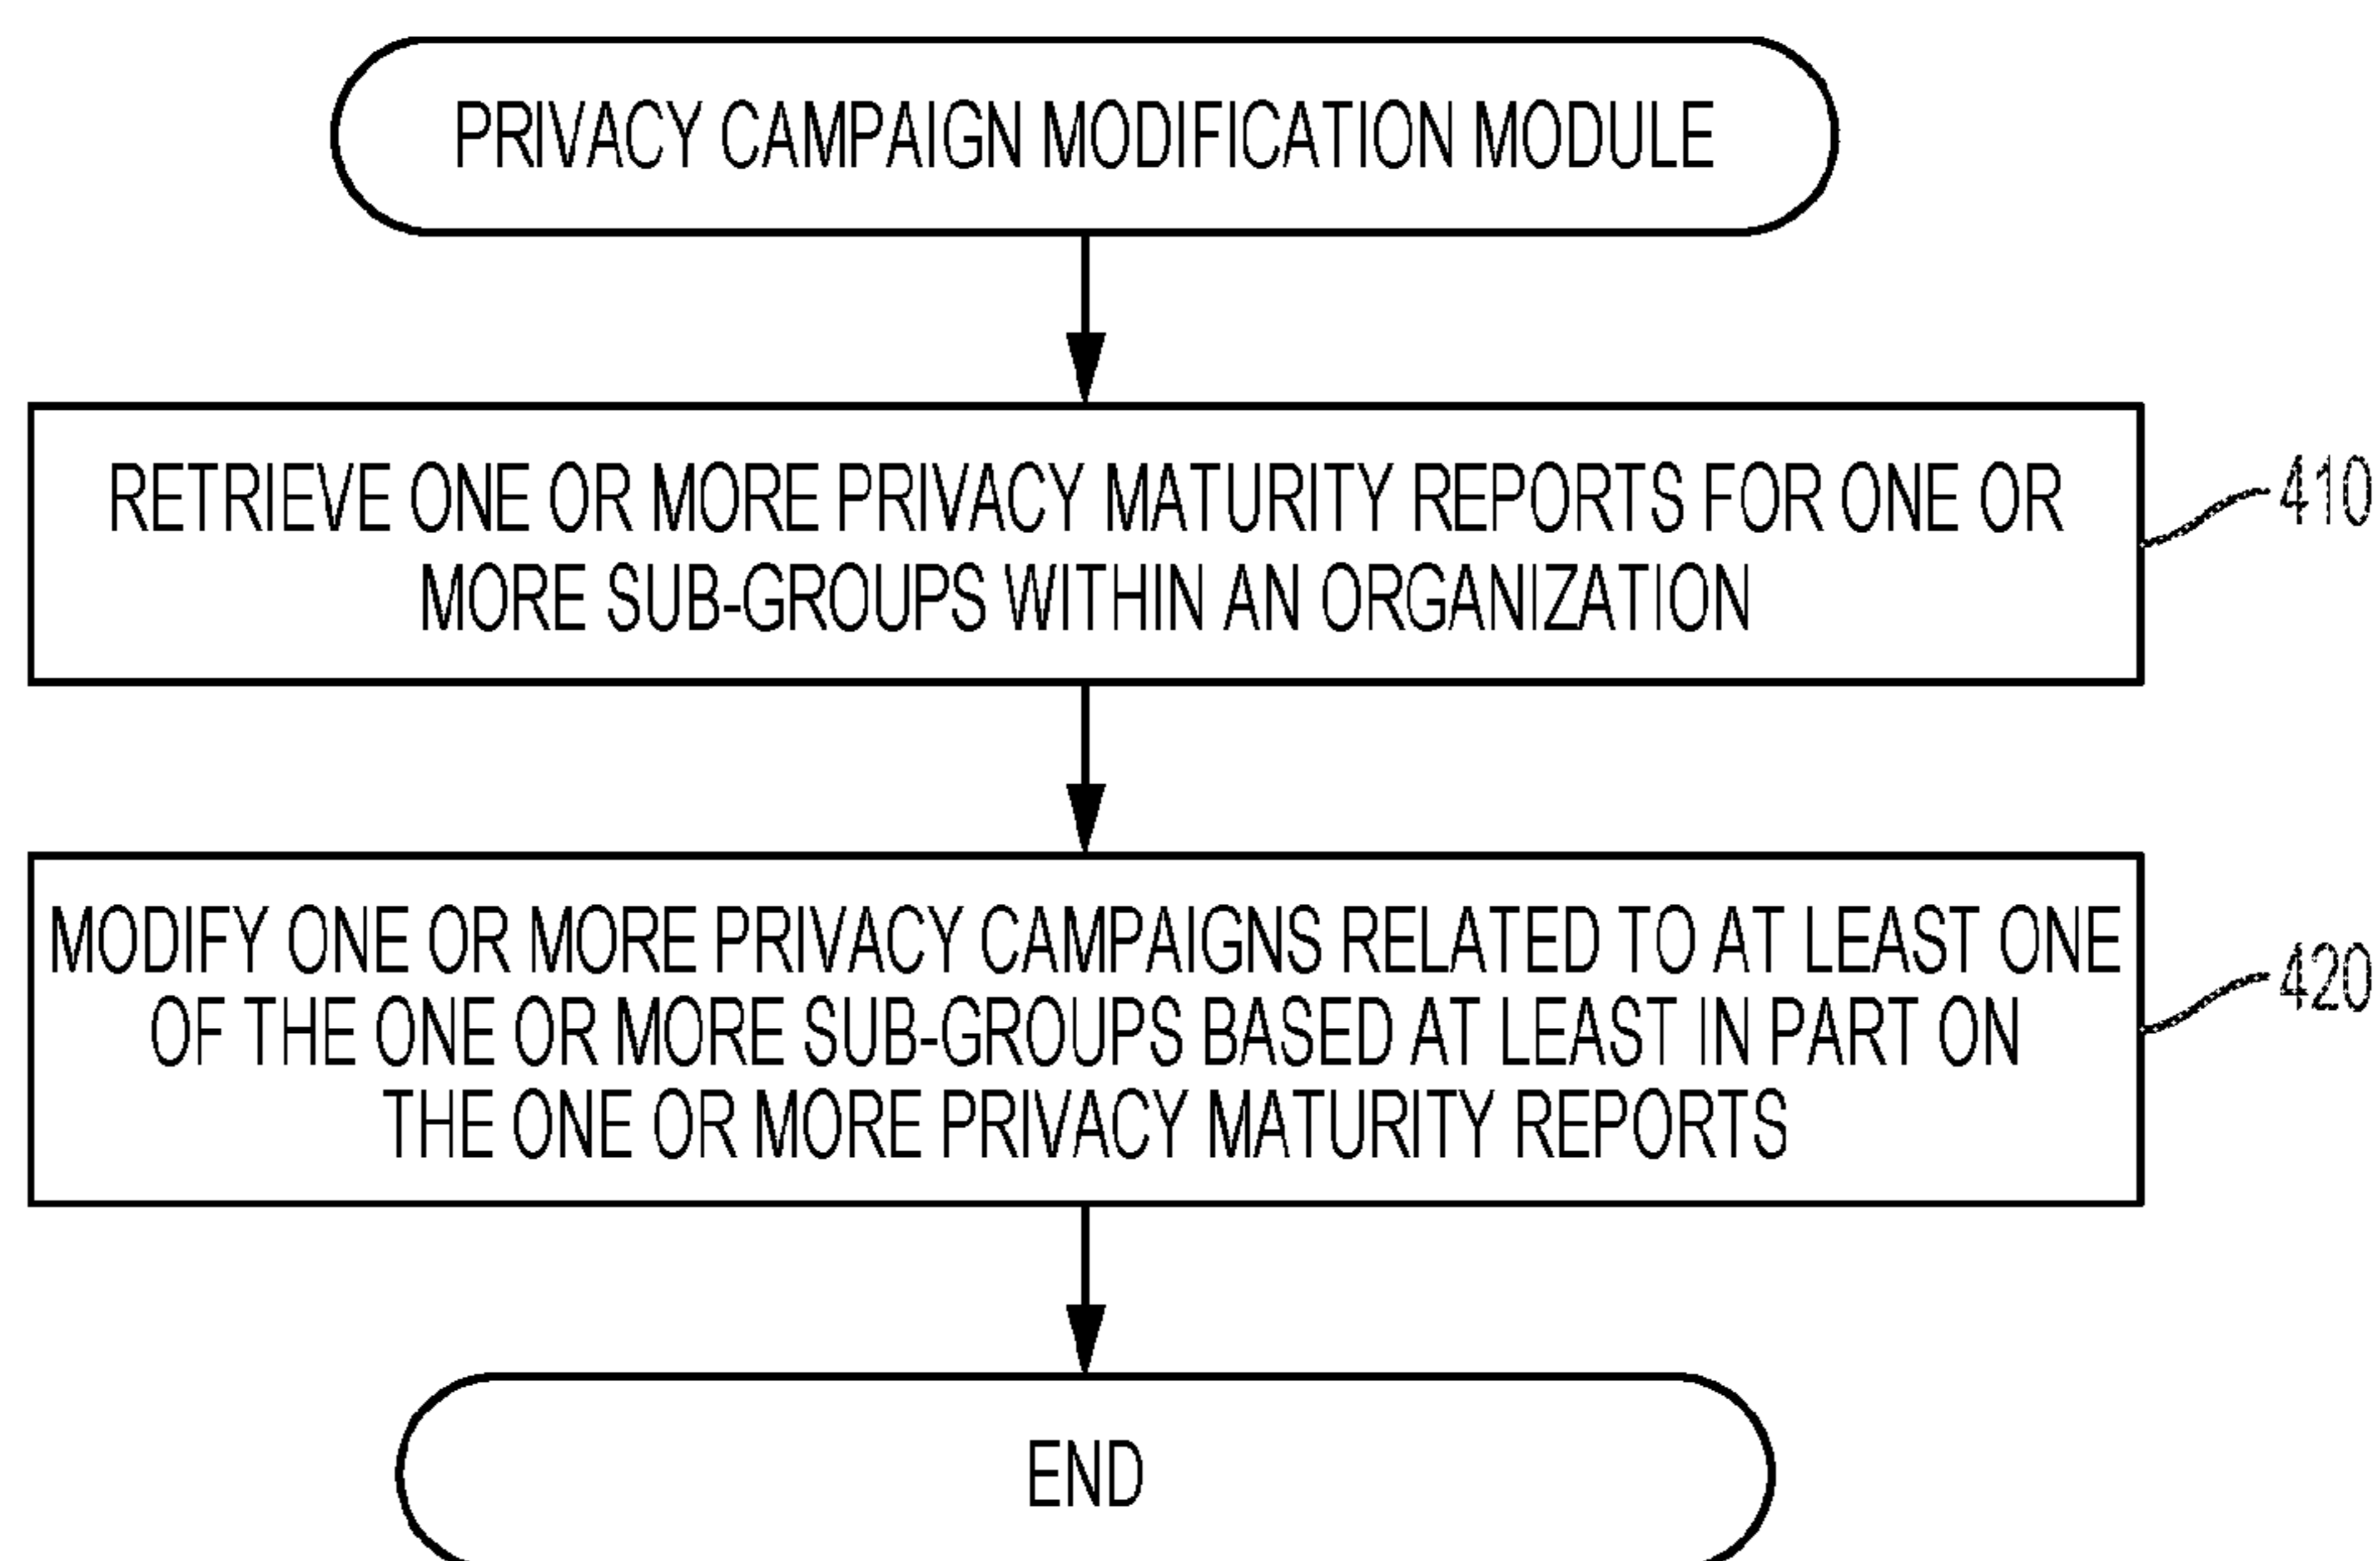 PRIVACY CAMPAIGN MODIFICATION MODULE
RETRIEVE ONE OR MORE PRIVACY MATURITY REPORTS FOR ONE OR
MORE SUB-GROUPS WITHIN AN ORGANIZATION
410
MODIFY ONE OR MORE PRIVACY CAMPAIGNS RELATED TO AT LEAST ONE
OF THE ONE OR MORE SUB-GROUPS BASED AT LEAST IN PART ON
THE ONE OR MORE PRIVACY MATURITY REPORTS
420
END